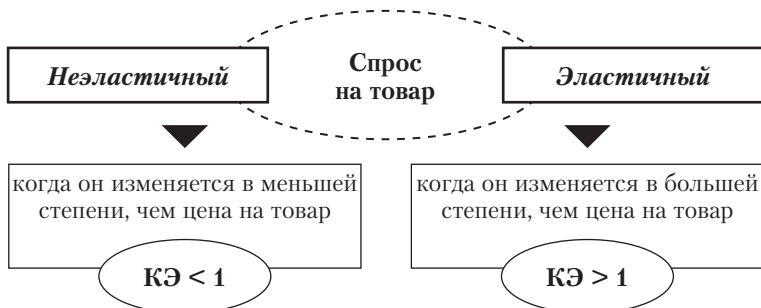 Спрос
на товар
Неэластичный
Эластичный
когда он изменяется в меньшей
степени, чем цена на товар
КЭ < 1
когда он изменяется в большей
степени, чем цена на товар
КЭ > 1